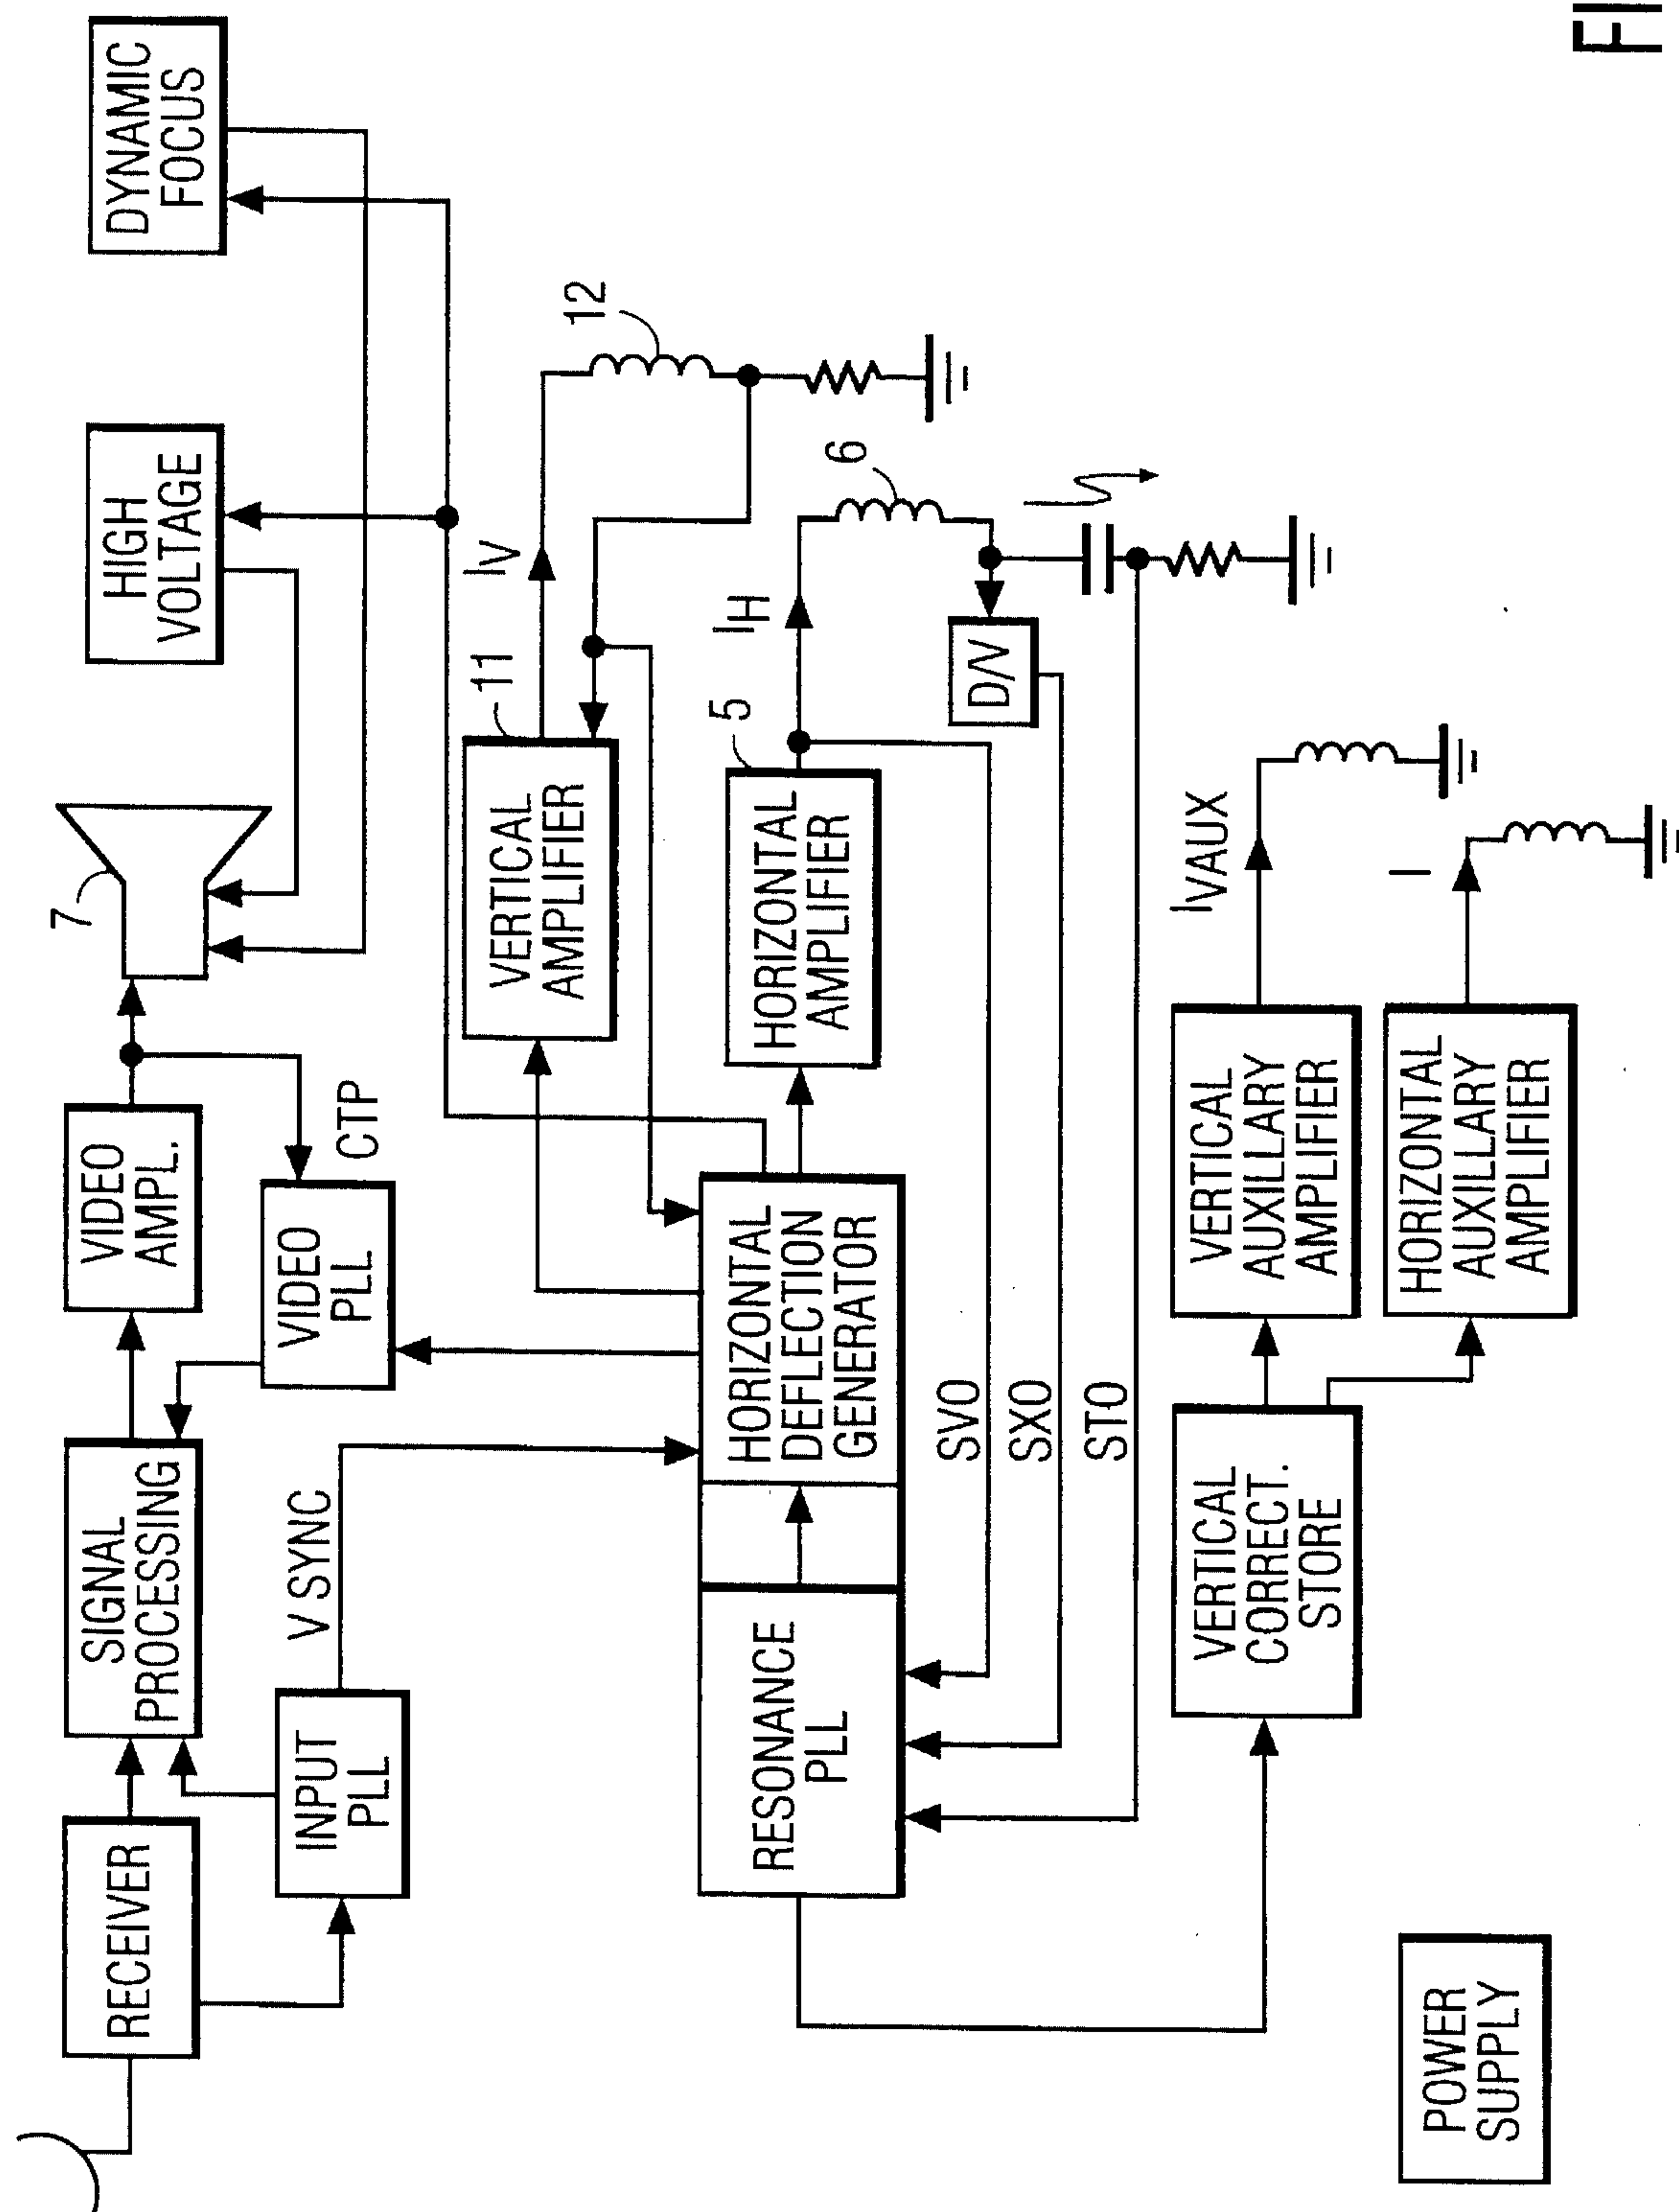 RECEIVER
SIGNAL
PROCESSING
VIDEO
AMPL.
7
HIGH
VOLTAGE
DYNAMIC
FOCUS
INPUT
PLL
V SYNC
VIDEO
PLL
CTP
VERTICAL
AMPLIFIER
11
IV
12
RESONANCE
PLL
HORIZONTAL
DEFLECTION
GENERATOR
HORIZONTAL
AMPLIFIER
5
IH
6
D/V
SVO
SXO
STO
VERTICAL
CORRECT.
STORE
VERTICAL
AUXILLARY
AMPLIFIER
IVAUX
HORIZONTAL
AUXILLARY
AMPLIFIER
I
POWER
SUPPLY
FI